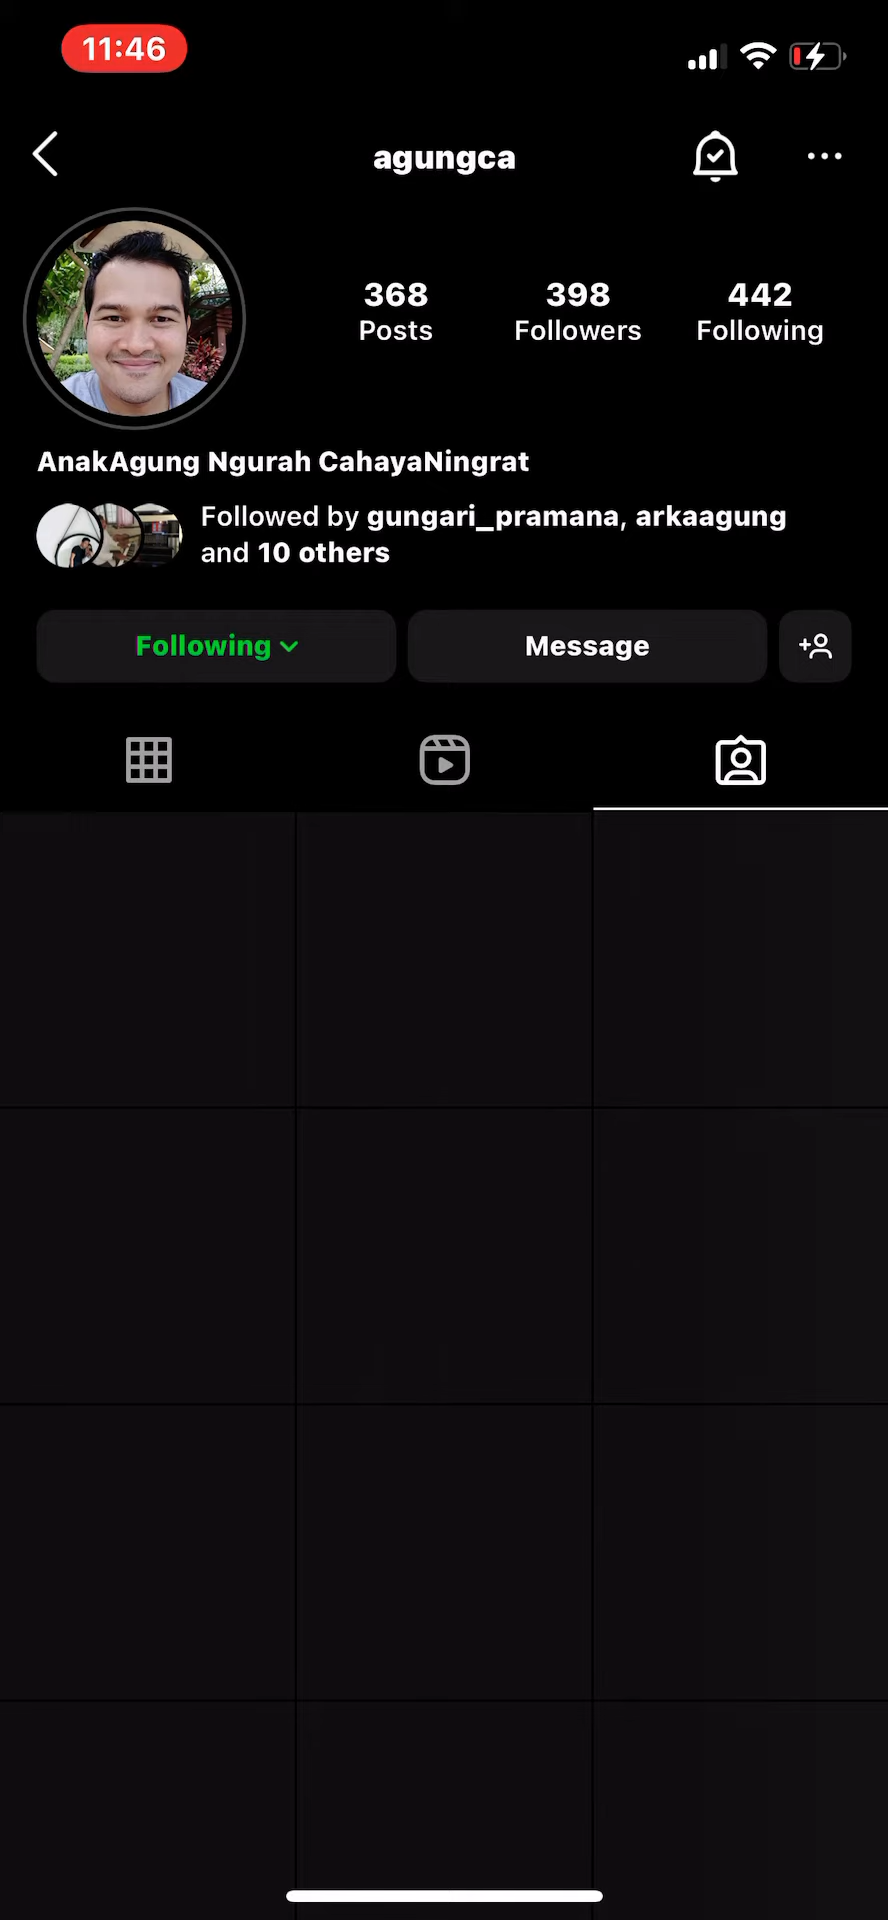 11:46
agungca
368
Posts
398
Followers
442
Following
AnakAgung Ngurah CahayaNingrat
Followed by gungari_pramana, arkaagung
and 10 others
Following
Message